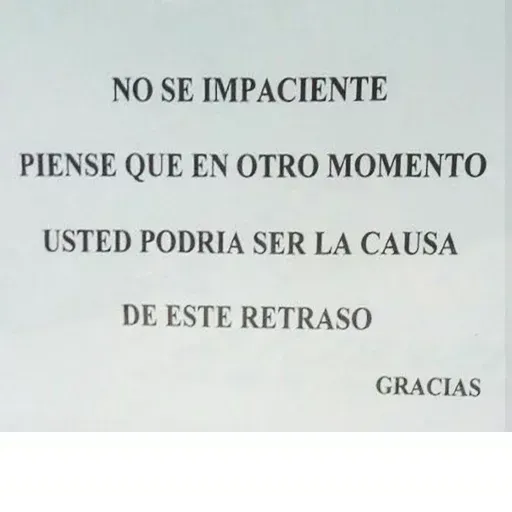 NO SE IMPACIENTE
PIENSE QUE EN OTRO MOMENTO
USTED PODRIA SER LA CAUSA
DE ESTE RETRASO
GRACIAS